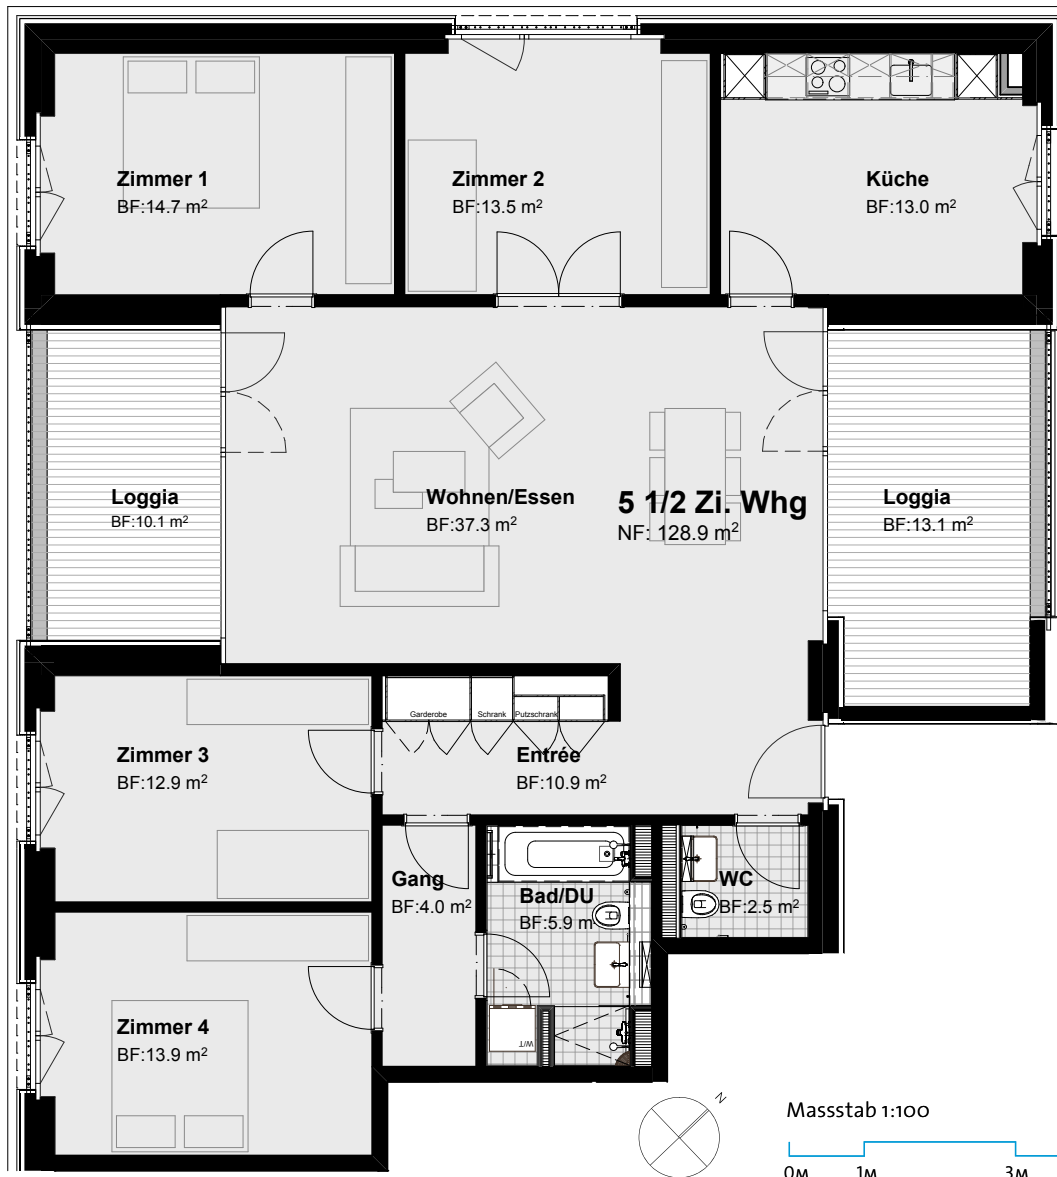 Zimmer 1
BF:14.7 m²
Zimmer 2
BF:13.5 m²
Küche
BF:13.0 m²
Loggia
BF:10.1 m²
Wohnen/Essen
BF:37.3 m²
5 1/2 Zi. Whg
NF: 128.9 m²
Loggia
BF:13.1 m²
Garderobe
Schrank
Putzschrank
Zimmer 3
BF:12.9 m²
Entrée
BF:10.9 m²
Gang
BF:4.0 m²
Bad/DU
BF:5.9 m
WC
BF:2.5 m²
Zimmer 4
BF:13.9 m²
W/T
N
Massstab 1:100
0M 1M 3M